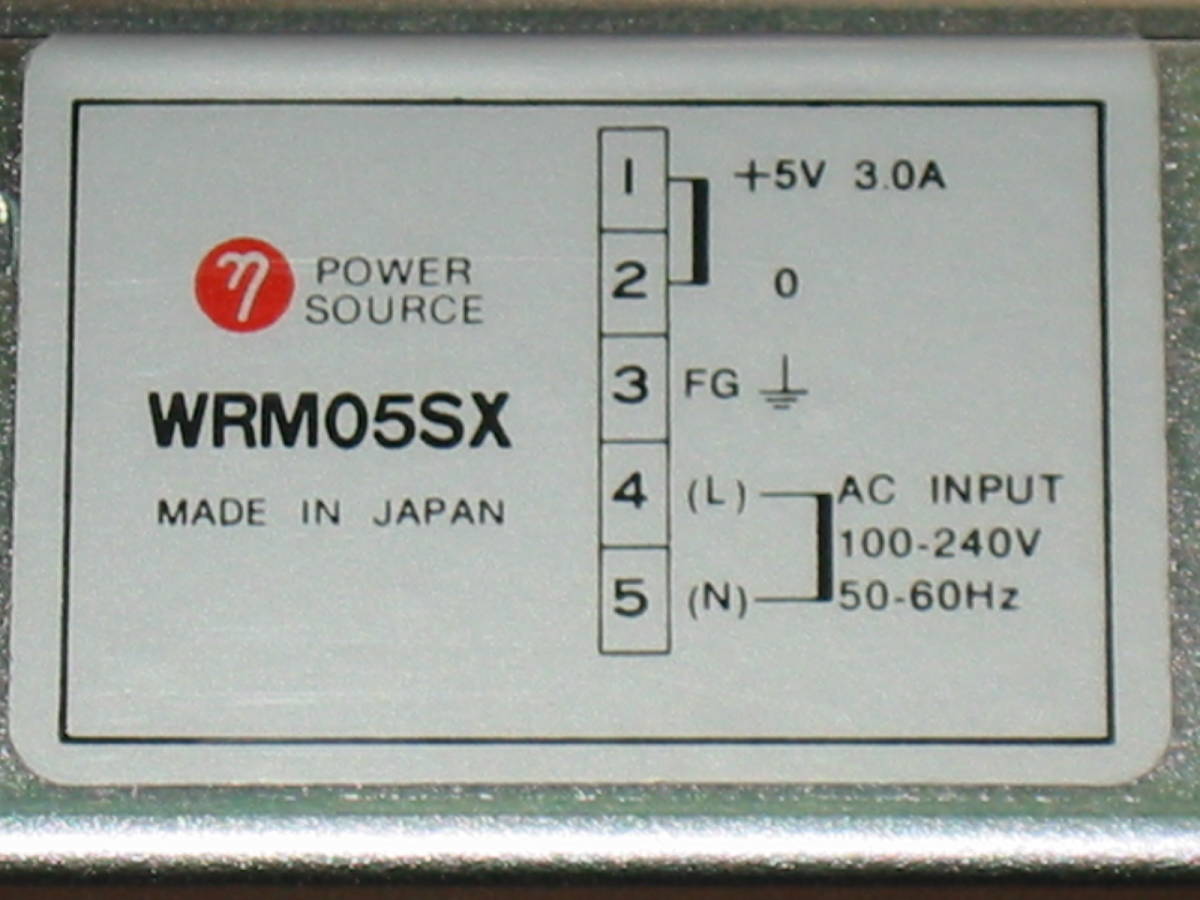 η POWER
SOURCE
WRM05SX
MADE IN JAPAN
1 +5V 3.0A
2 0
3 FG
4 (L) AC INPUT
100-240V
5 (N) 50-60Hz